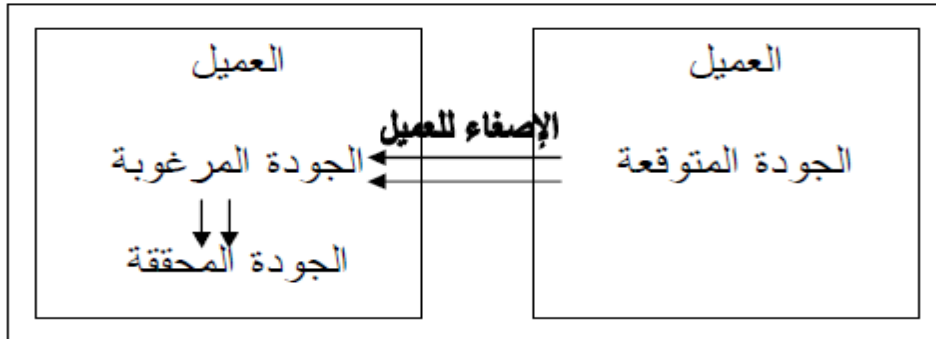 العميل
الجودة المتوقعة
الإصغاء للعميل
العميل
الجودة المرغوبة
الجودة المحققة